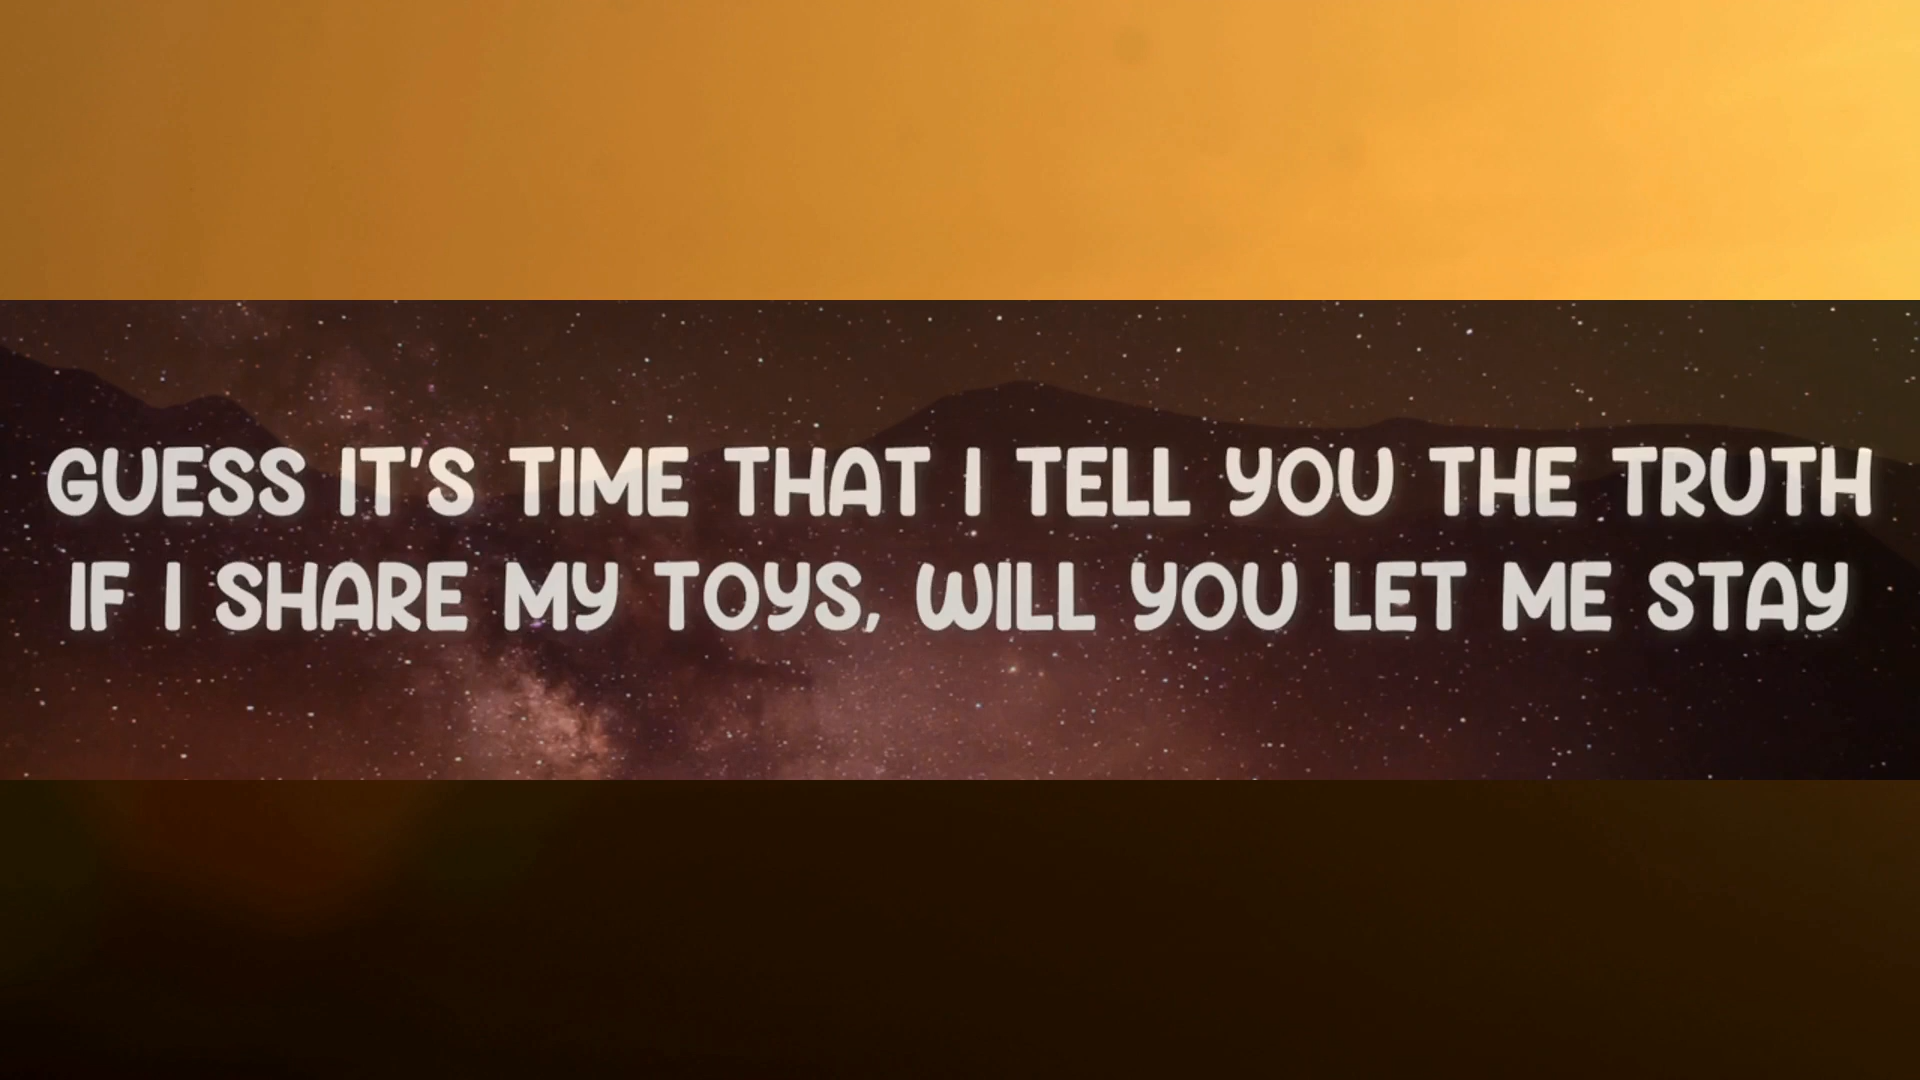 GUESS IT'S TIME THAT I TELL YOU THE TRUTH
IF I SHARE MY TOYS, WILL YOU LET ME STAY